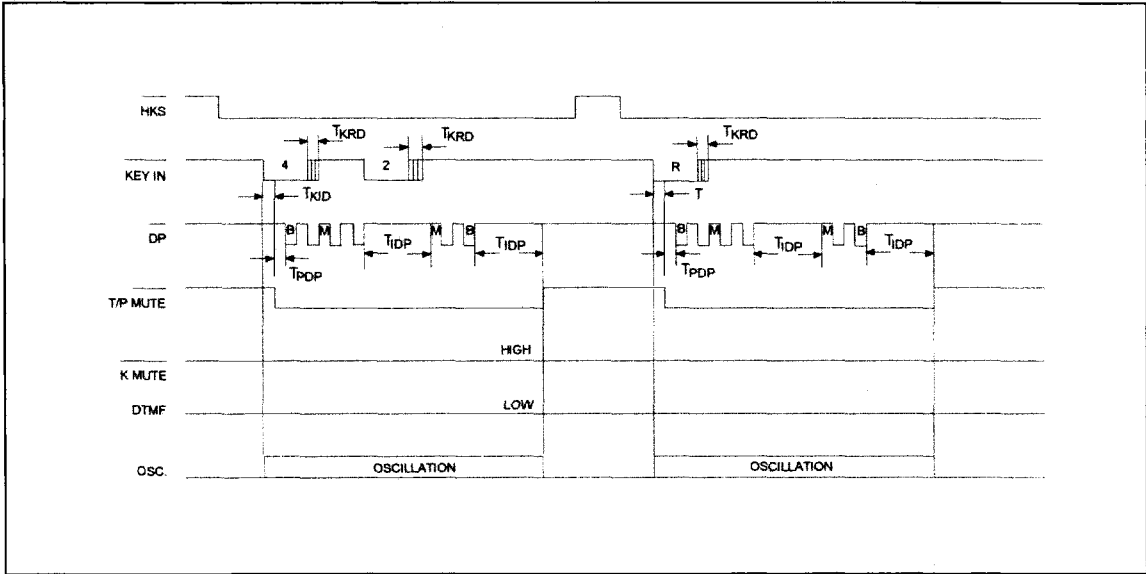 HKS
TKRD TKRD TKRD
4 2 R
KEY IN
TKID T
B M M B B M M B
DP
TIDP TIDP TIDP TIDP
TPDP TPDP
T/P MUTE
HIGH
K MUTE
LOW
DTMF
OSCILLATION OSCILLATION
OSC.